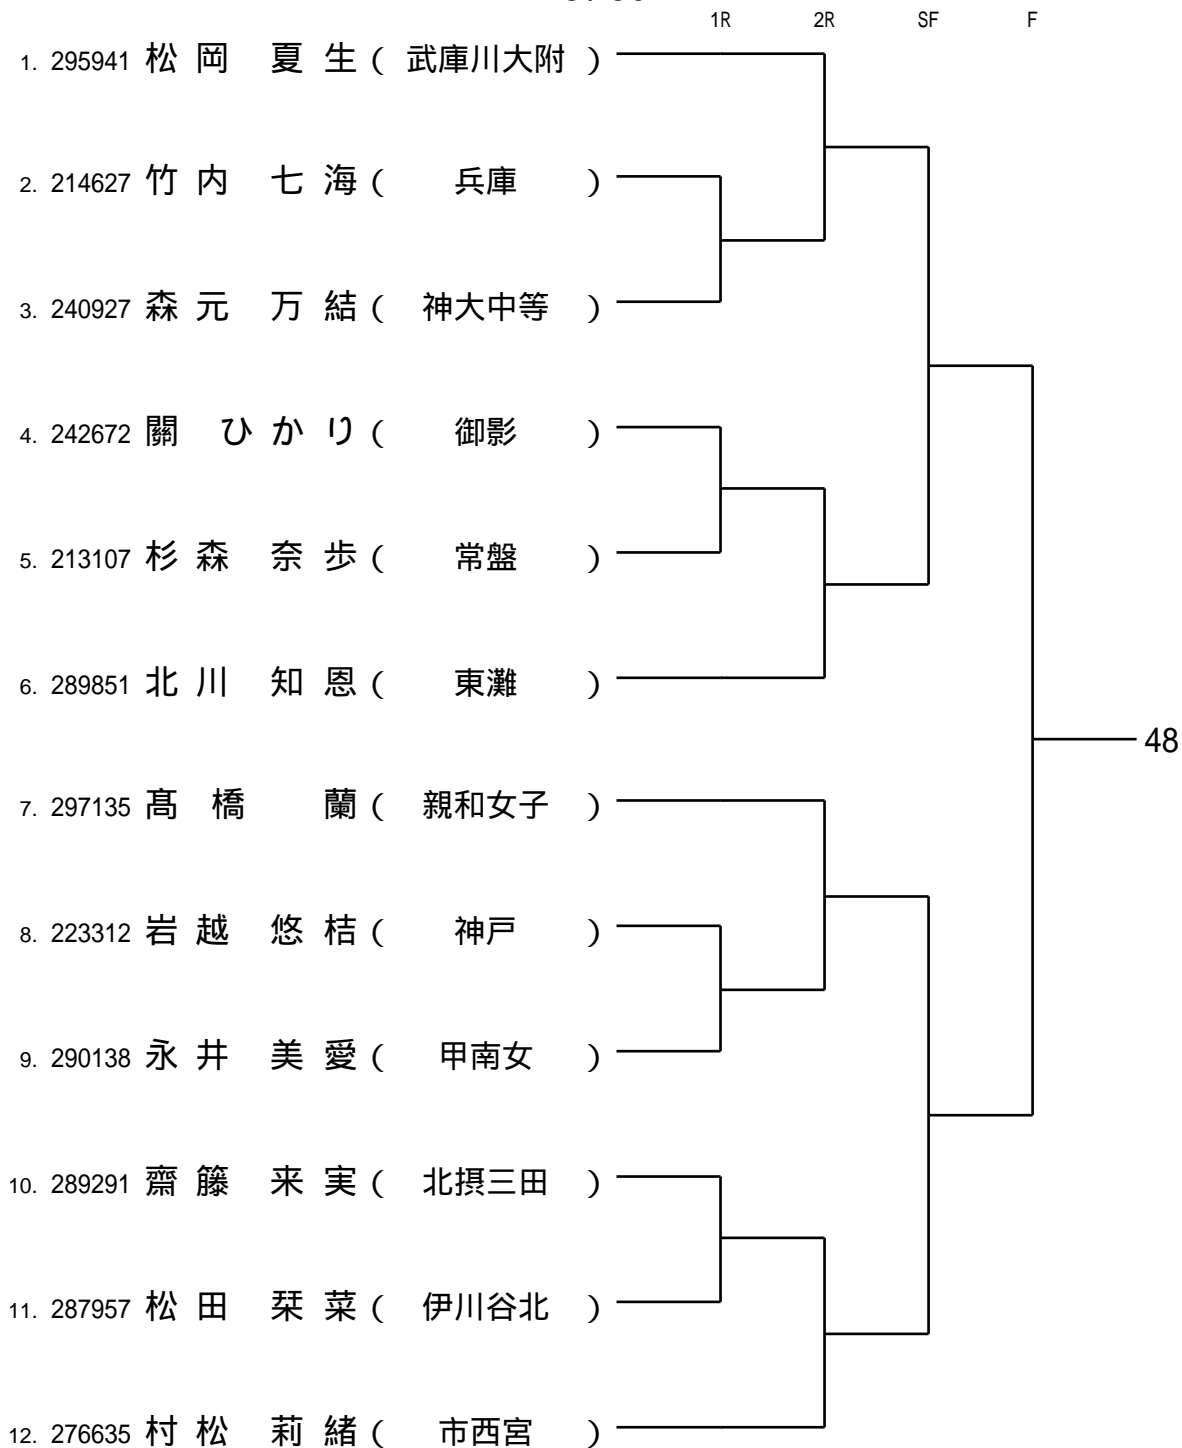 1R 2R SF F
1. 295941 松岡 夏生 ( 武庫川大附 )
2. 214627 竹内 七海 ( 兵庫 )
3. 240927 森元 万結 ( 神大中等 )
4. 242672 關 ひかり ( 御影 )
5. 213107 杉森 奈歩 ( 常盤 )
6. 289851 北川 知恩 ( 東灘 )
48
7. 297135 髙橋 蘭 ( 親和女子 )
8. 223312 岩越 悠桔 ( 神戸 )
9. 290138 永井 美愛 ( 甲南女 )
10. 289291 齋籐 来実 ( 北摂三田 )
11. 287957 松田 栞菜 ( 伊川谷北 )
12. 276635 村松 莉緒 ( 市西宮 )